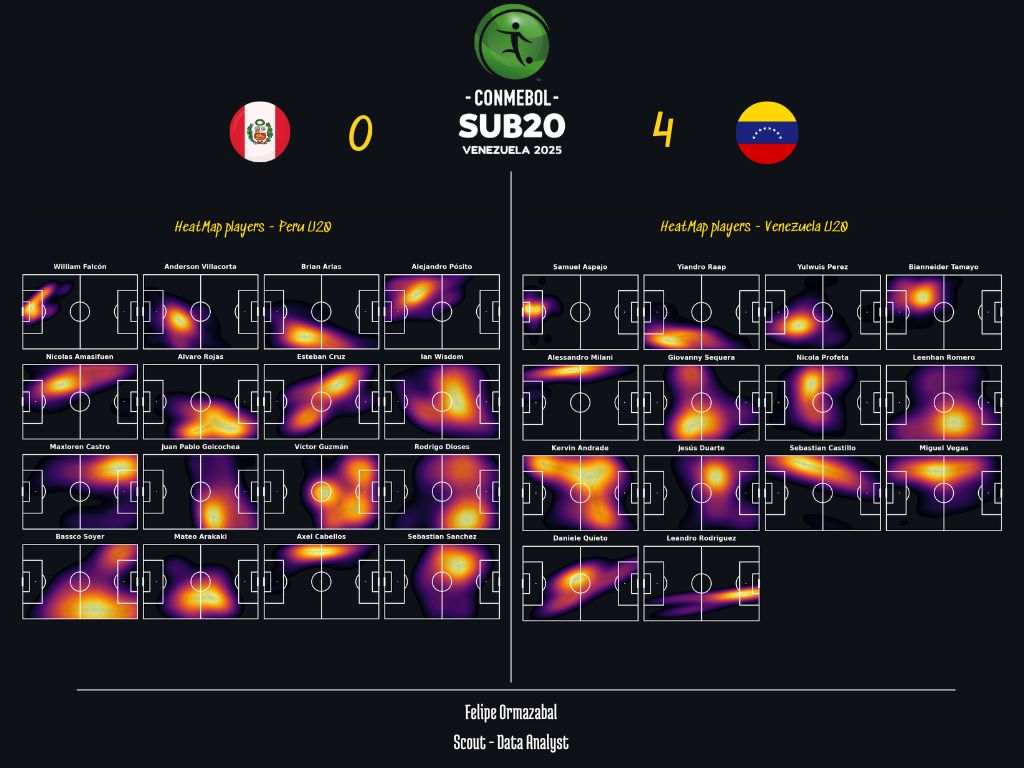 - CONMEBOL -
SUB20
VENEZUELA 2025
0
4
HeatMap players - Peru U20
HeatMap players - Venezuela U20
William Falcón
Anderson Villacorta
Brian Arias
Alejandro Pósito
Nicolas Amasifuen
Alvaro Rojas
Esteban Cruz
Ian Wisdom
Maxloren Castro
Juan Pablo Goicochea
Víctor Guzmán
Rodrigo Dioses
Bassco Soyer
Mateo Arakaki
Axel Cabellos
Sebastian Sanchez
Samuel Aspajo
Yiandro Raap
Yulwuis Perez
Bianneider Tamayo
Alessandro Milani
Giovanny Sequera
Nicola Profeta
Leenhan Romero
Kervin Andrade
Jesús Duarte
Sebastian Castillo
Miguel Vegas
Daniele Quieto
Leandro Rodríguez
Felipe Ormazabal
Scout - Data Analyst